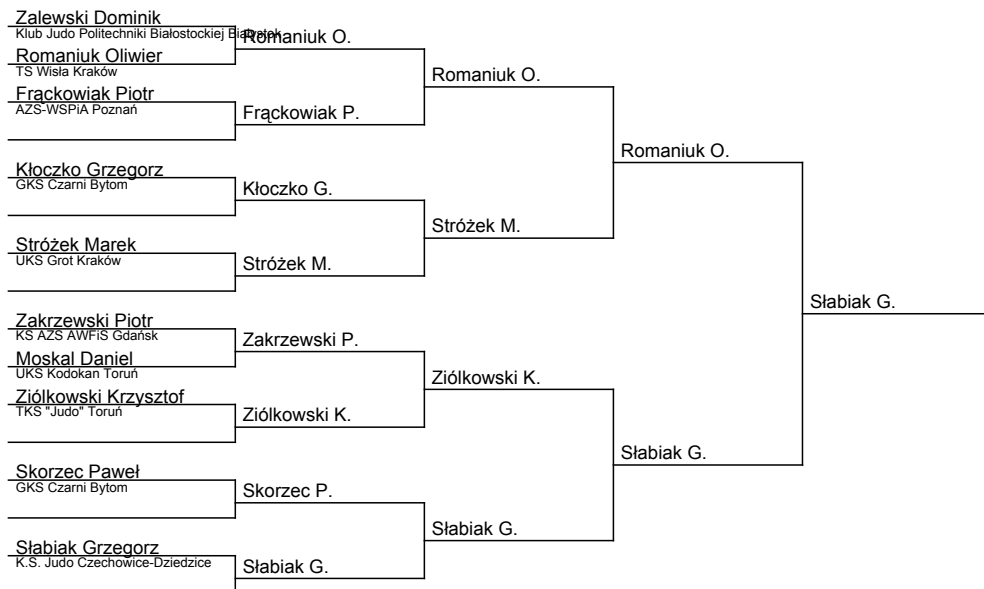 Zalewski Dominik
Klub Judo Politechniki Białostockiej Białystok
Romaniuk O.
Romaniuk Oliwier
TS Wisła Kraków
Romaniuk O.
Frąckowiak Piotr
AZS-WSPiA Poznań
Frąckowiak P.
Romaniuk O.
Kłoczko Grzegorz
GKS Czarni Bytom
Kłoczko G.
Stróżek M.
Stróżek Marek
UKS Grot Kraków
Stróżek M.
Słabiak G.
Zakrzewski Piotr
KS AZS AWFiS Gdańsk
Zakrzewski P.
Moskal Daniel
UKS Kodokan Toruń
Ziólkowski K.
Ziólkowski Krzysztof
TKS "Judo" Toruń
Ziólkowski K.
Słabiak G.
Skorzec Paweł
GKS Czarni Bytom
Skorzec P.
Słabiak G.
Słabiak Grzegorz
K.S. Judo Czechowice-Dziedzice
Słabiak G.